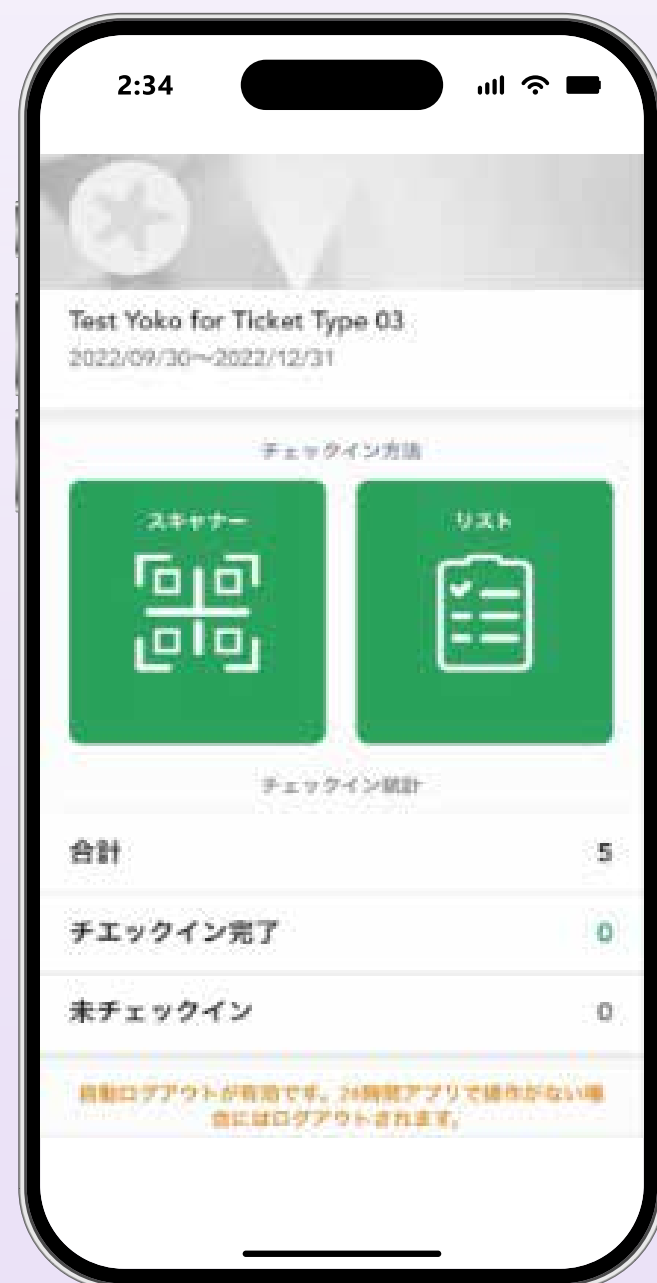 2:34
Test Yoko for Ticket Type 03
2022/09/30〜2022/12/31
チェックイン方法
スキャナー
リスト
チェックイン統計
合計 5
チエックイン完了 0
未チェックイン 0
自動ログアウトが有効です。24時間アプリで操作がない場
合にはログアウトされます。